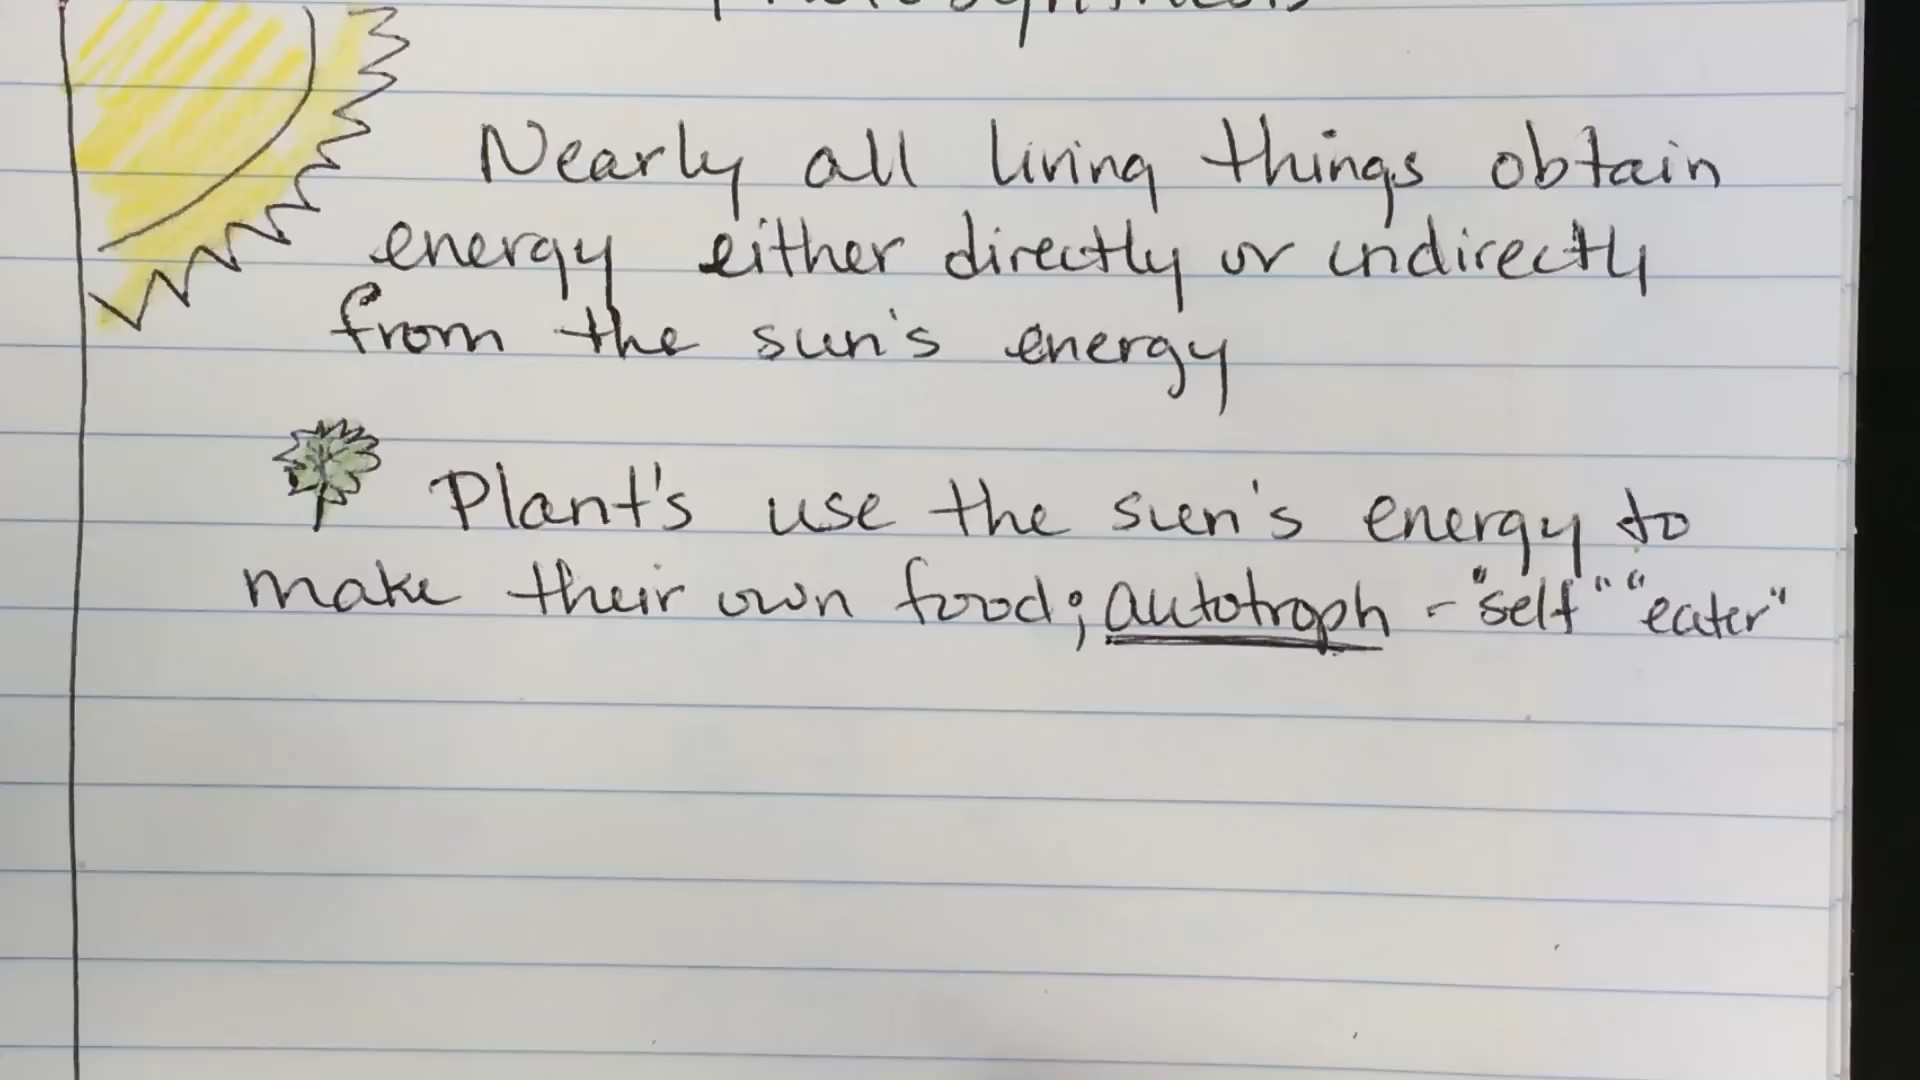 Photosynthesis
Nearly all living things obtain
energy either directly or indirectly
from the sun's energy
Plant's use the sun's energy to
make their own food; autotroph - "self" "eater"